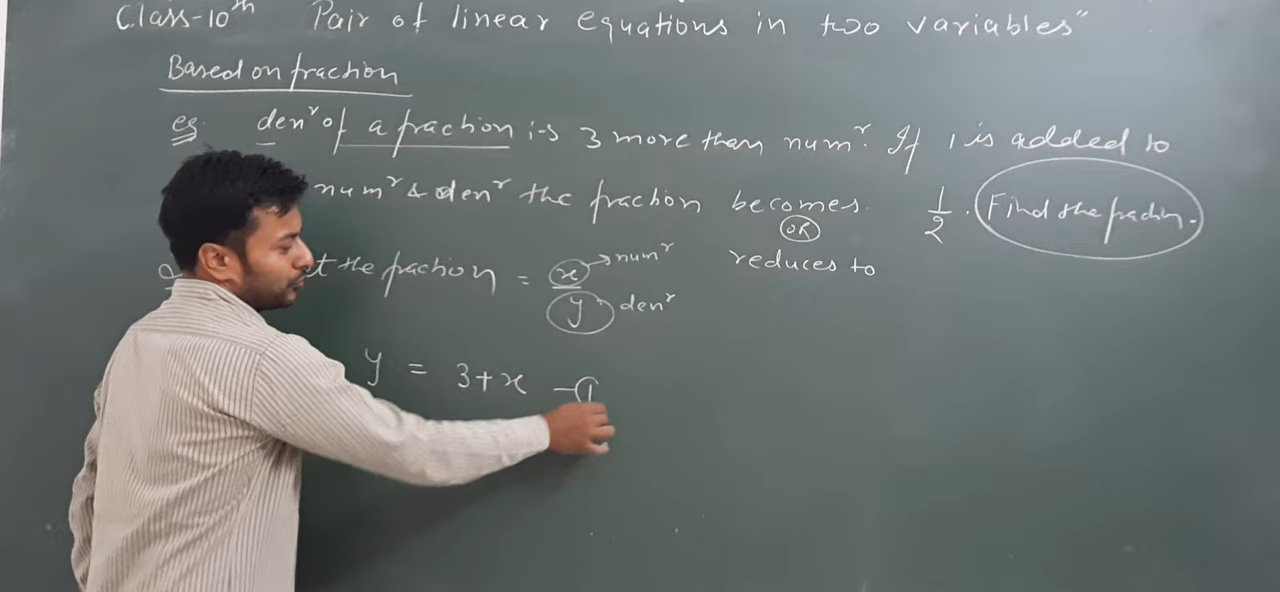 Class-10th Pair of linear equations in two variables"
Based on fraction
eg. denr of a fraction is 3 more than numr. If 1 is added to
numr & denr the fraction becomes 1/2. Find the fraction.
OR
reduces to
the fraction = x/y
numr
denr
y = 3+x —①